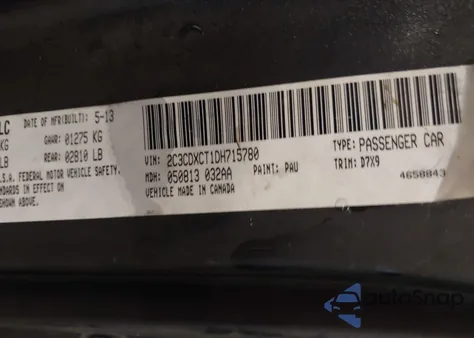 LC DATE OF MFR(BUILT): 5-13
KG GAWR: 01275 KG
LB REAR: 02810 LB
.S.A. FEDERAL MOTOR VEHICLE SAFETY,
ANDARDS IN EFFECT ON
SHOWN ABOVE.
VIN: 2C3CDXCT1DH715780
TYPE: PASSENGER CAR
MDH: 050813 032AA PAINT: PAU TRIM: D7X9
VEHICLE MADE IN CANADA
4658843
autoSnap